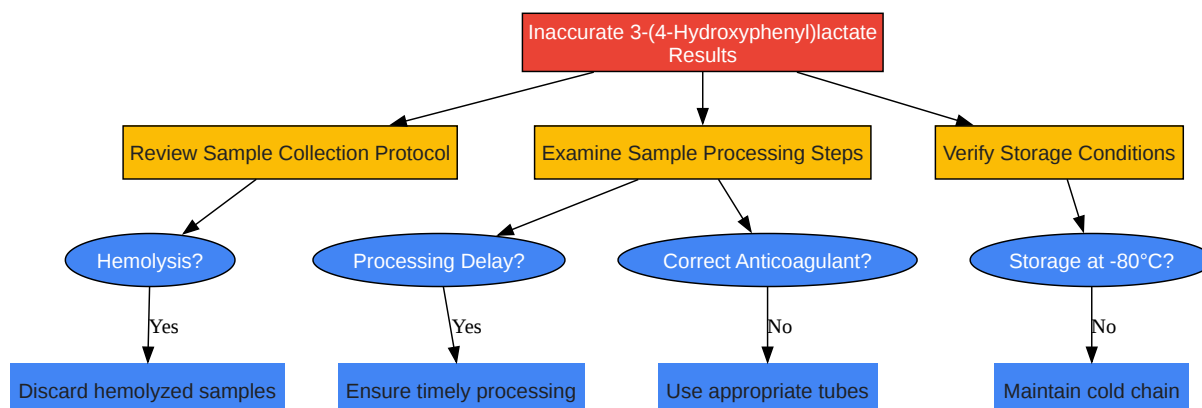 Inaccurate 3-(4-Hydroxyphenyl)lactate
Results
Review Sample Collection Protocol
Examine Sample Processing Steps
Verify Storage Conditions
Hemolysis?
Processing Delay?
Correct Anticoagulant?
Storage at -80°C?
Yes
Yes
No
No
Discard hemolyzed samples
Ensure timely processing
Use appropriate tubes
Maintain cold chain